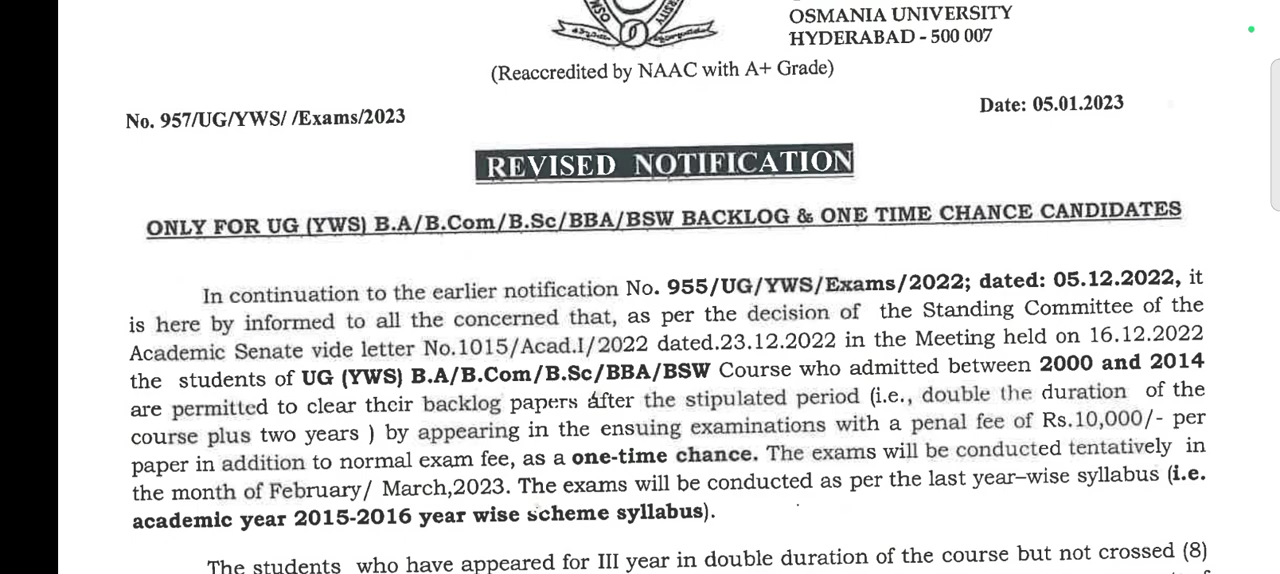 OSMANIA UNIVERSITY
HYDERABAD - 500 007
(Reaccredited by NAAC with A+ Grade)
No. 957/UG/YWS/ /Exams/2023
Date: 05.01.2023
REVISED NOTIFICATION
ONLY FOR UG (YWS) B.A/B.Com/B.Sc/BBA/BSW BACKLOG & ONE TIME CHANCE CANDIDATES
In continuation to the earlier notification No. 955/UG/YWS/Exams/2022; dated: 05.12.2022, it
is here by informed to all the concerned that, as per the decision of the Standing Committee of the
Academic Senate vide letter No.1015/Acad.I/2022 dated.23.12.2022 in the Meeting held on 16.12.2022
the students of UG (YWS) B.A/B.Com/B.Sc/BBA/BSW Course who admitted between 2000 and 2014
are permitted to clear their backlog papers after the stipulated period (i.e., double the duration of the
course plus two years ) by appearing in the ensuing examinations with a penal fee of Rs.10,000/- per
paper in addition to normal exam fee, as a one-time chance. The exams will be conducted tentatively in
the month of February/ March,2023. The exams will be conducted as per the last year–wise syllabus (i.e.
academic year 2015-2016 year wise scheme syllabus).
The students who have appeared for III year in double duration of the course but not crossed (8)